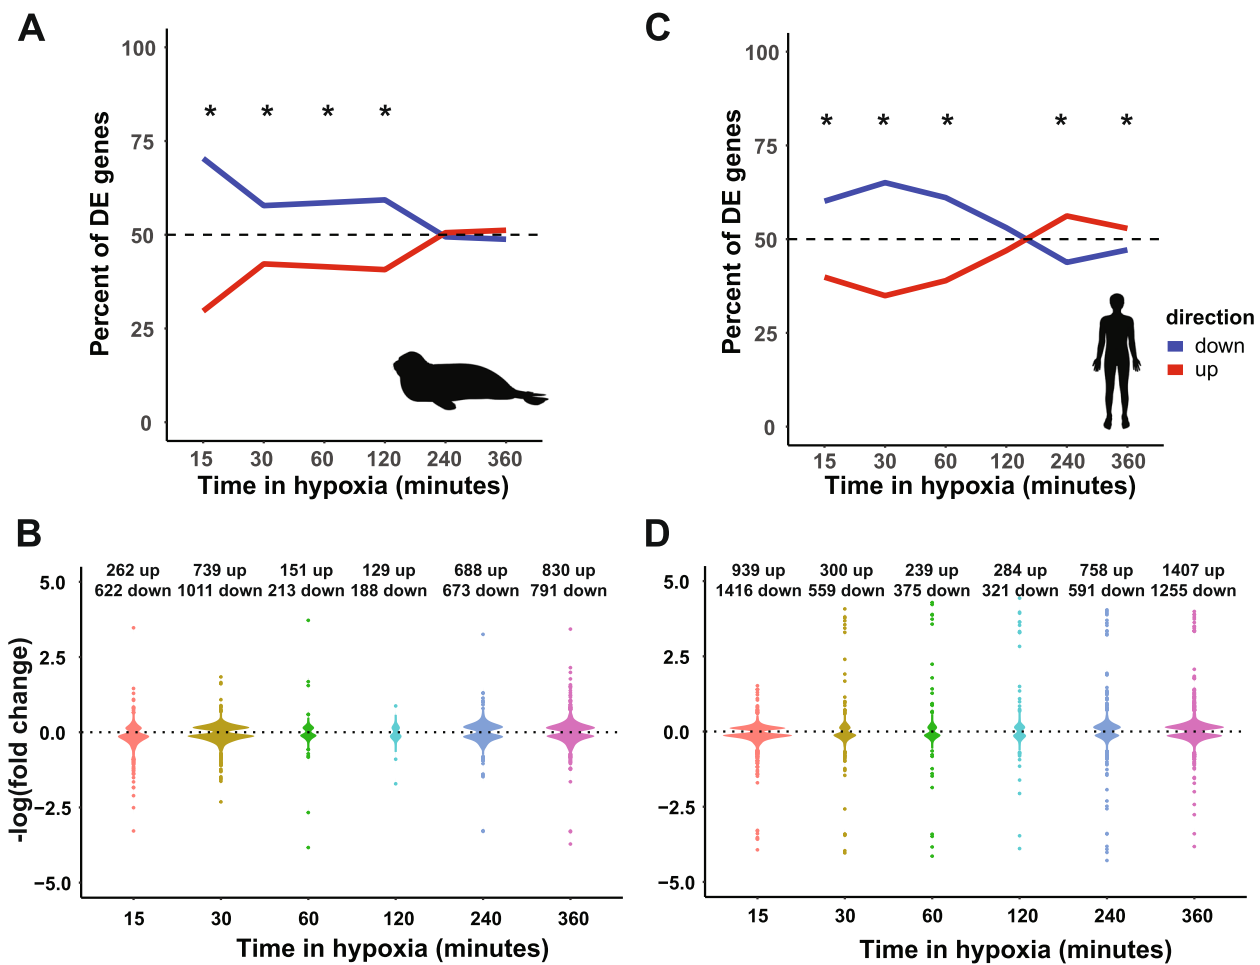 A
Percent of DE genes
100
75
50
25
0
* * * *
15 30 60 120 240 360
Time in hypoxia (minutes)
C
Percent of DE genes
100
75
50
25
0
* * * * *
15 30 60 120 240 360
Time in hypoxia (minutes)
direction
down
up
B
-log(fold change)
5.0
2.5
0.0
−2.5
−5.0
262 up 739 up 151 up 129 up 688 up 830 up
622 down 1011 down 213 down 188 down 673 down 791 down
15 30 60 120 240 360
Time in hypoxia (minutes)
D
5.0
2.5
0.0
−2.5
−5.0
939 up 300 up 239 up 284 up 758 up 1407 up
1416 down 559 down 375 down 321 down 591 down 1255 down
15 30 60 120 240 360
Time in hypoxia (minutes)